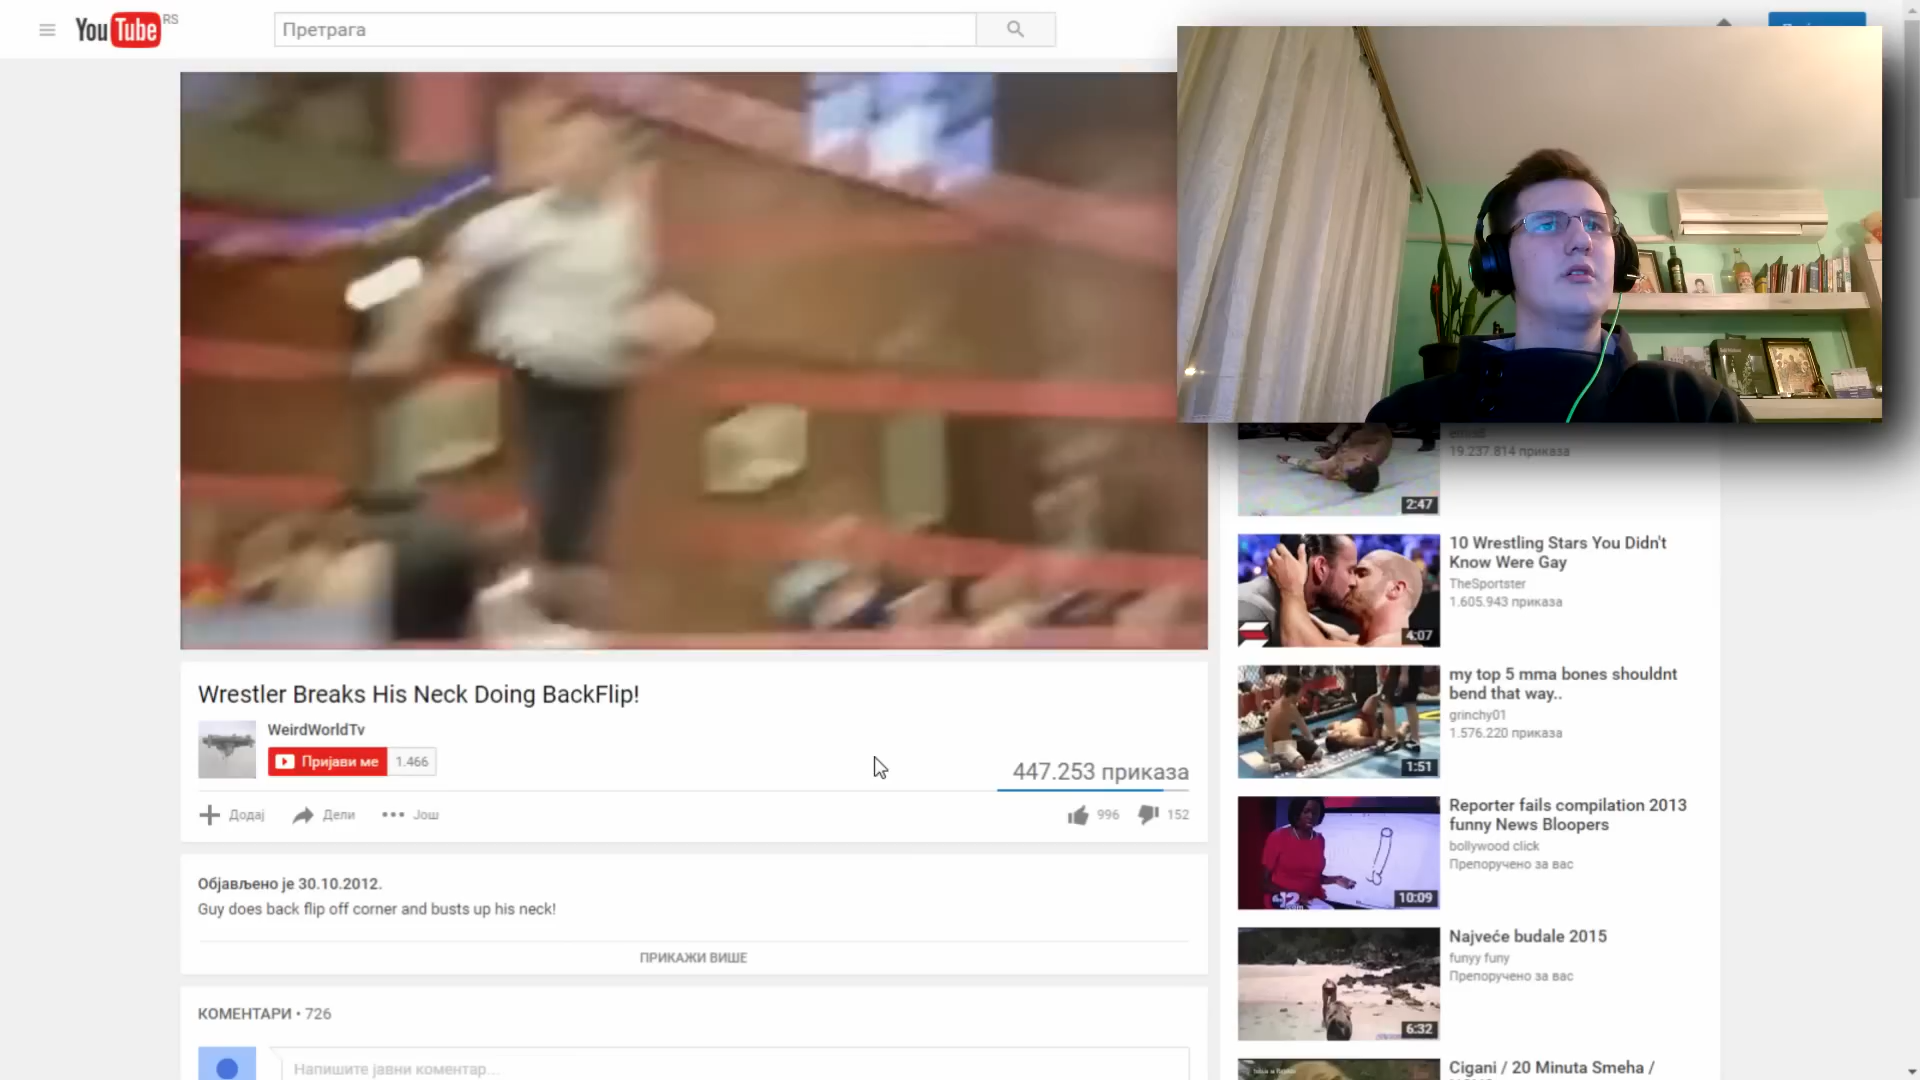 YouTube RS
Претрага
Wrestler Breaks His Neck Doing BackFlip!
WeirdWorldTv
Пријави ме 1.466
447.253 приказа
Додај Дели Још
996 152
Објављено је 30.10.2012.
Guy does back flip off corner and busts up his neck!
ПРИКАЖИ ВИШЕ
КОМЕНТАРИ • 726
Напишите јавни коментар...
19.237.814 приказа
2:47
10 Wrestling Stars You Didn't
Know Were Gay
TheSportster
1.605.943 приказа
4:07
my top 5 mma bones shouldnt
bend that way..
grinchy01
1.576.220 приказа
1:51
Reporter fails compilation 2013
funny News Bloopers
bollywood click
Препоручено за вас
12
10:09
Najveće budale 2015
funyy funy
Препоручено за вас
6:32
Cigani / 20 Minuta Smeha /